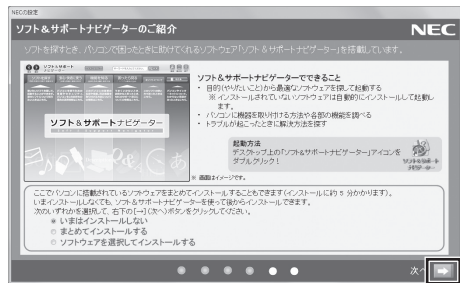 NECの設定
ソフト＆サポートナビゲーターのご紹介
NEC
ソフトを探すとき、パソコンで困ったときに助けてくれるソフトウェア「ソフト＆サポートナビゲーター」を搭載しています。
ソフト＆サポートナビゲーター
ソフト＆サポートナビゲーターでできること
・ 目的(やりたいこと)から最適なソフトを探して起動する
※インストールされていないソフトウェアは自動的にインストールして起動します。
・ パソコンに機器を取り付ける方法や各部の機能を調べる
・ トラブルが起こったときに解決方法を探す
起動方法
デスクトップ上の「ソフト&サポートナビゲーター」アイコンを
ダブルクリック！
ソフト&サポート
ナビゲーター
※ 画面はイメージです。
ここでパソコンに搭載されているソフトウェアをまとめてインストールすることもできます(インストールに約 5 分かかります)。
いまインストールしなくても、ソフト&サポートナビゲーターを使って後からインストールできます。
次のいずれかを選択して、右下の[→](次へ)ボタンをクリックしてください。
いまはインストールしない
まとめてインストールする
ソフトウェアを選択してインストールする
次へ